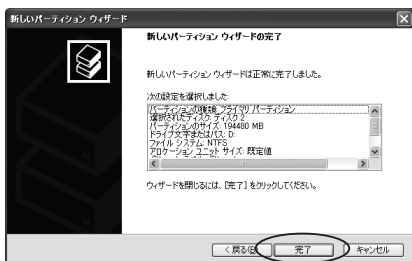 新しいパーティション ウィザード
新しいパーティション ウィザードの完了
新しいパーティション ウィザードは正常に完了しました。
次の設定を選択しました:
パーティションの種類: プライマリ パーティション
選択されたディスク: ディスク 2
パーティションのサイズ: 194480 MB
ドライブ文字またはパス: D:
ファイル システム: NTFS
アロケーション ユニット サイズ: 既定値
ウィザードを閉じるには、[完了] をクリックしてください。
< 戻る(B) 完了 キャンセル